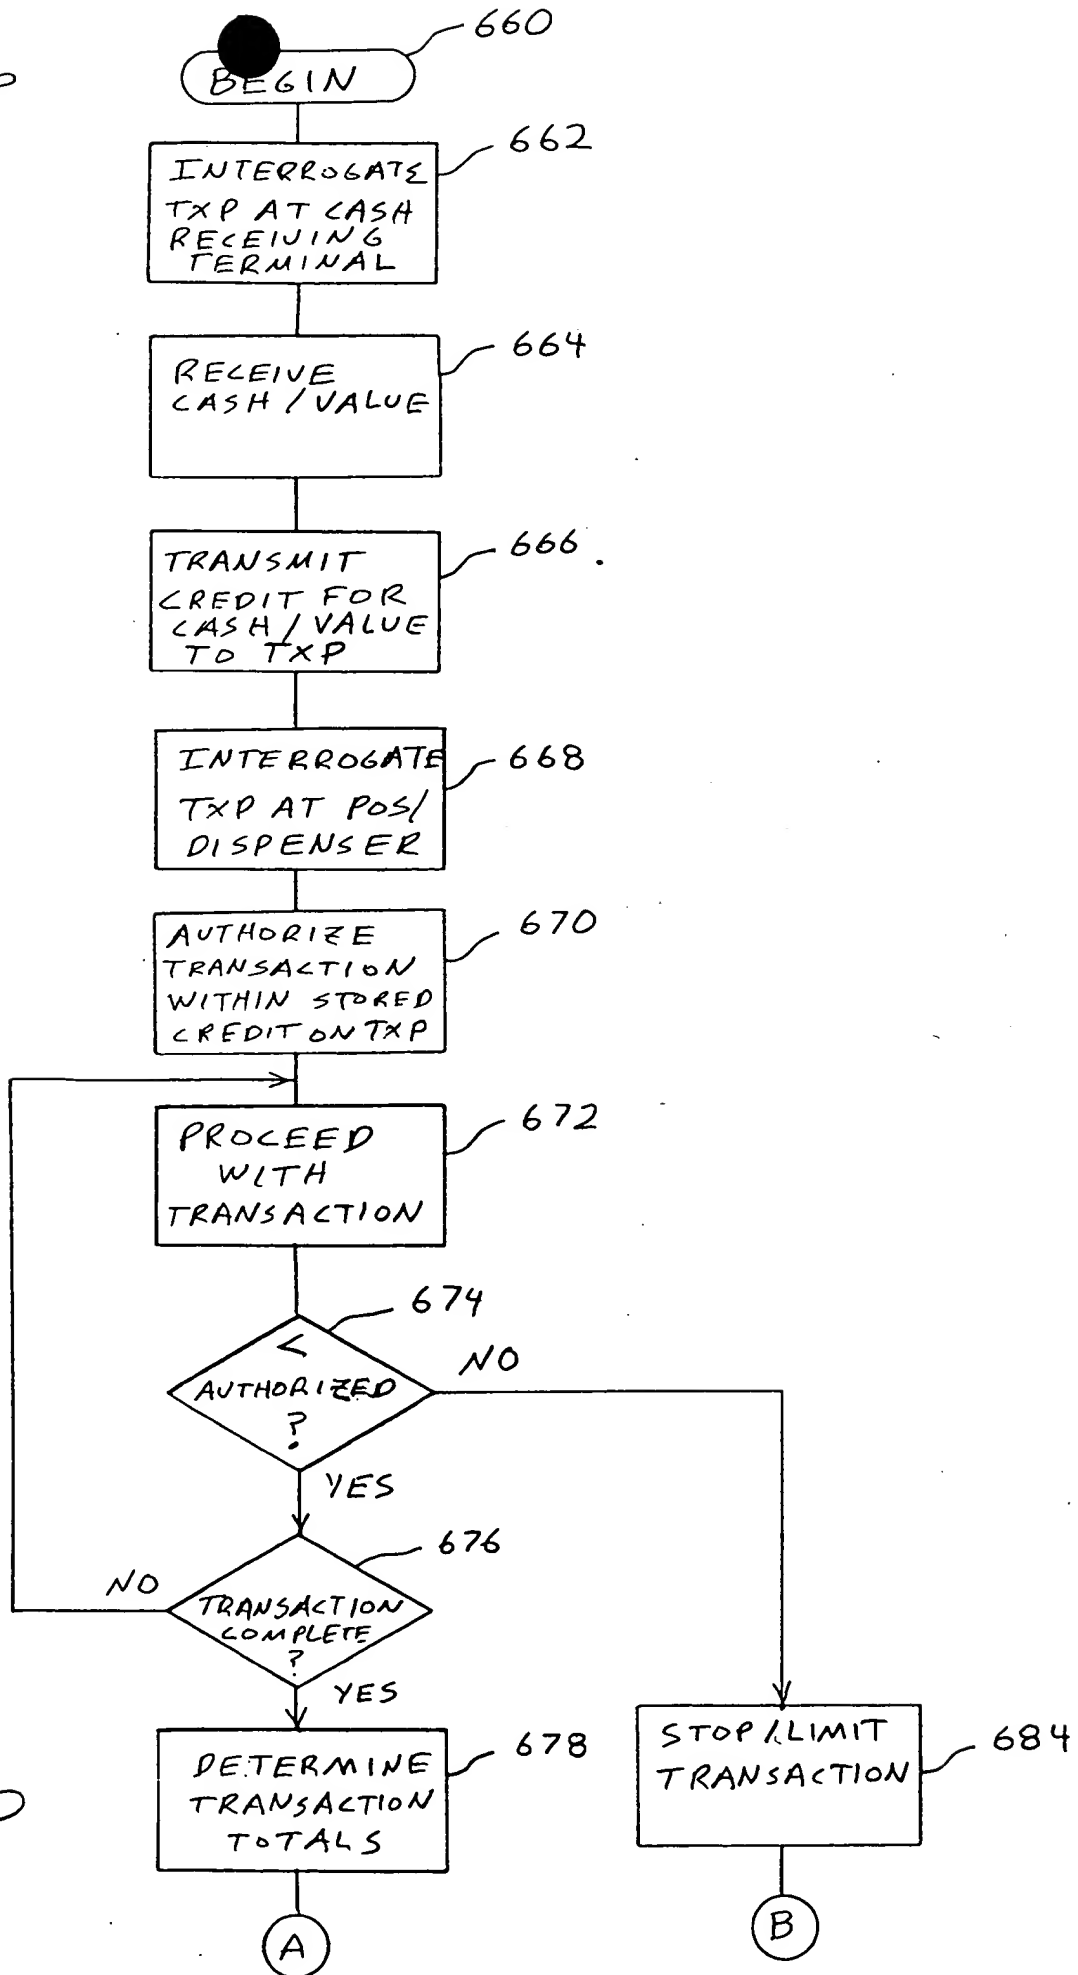 660
BEGIN
662
INTERROGATE
TXP AT CASH
RECEIVING
TERMINAL
664
RECEIVE
CASH/VALUE
666
TRANSMIT
CREDIT FOR
CASH/VALUE
TO TXP
668
INTERROGATE
TXP AT POS/
DISPENSER
670
AUTHORIZE
TRANSACTION
WITHIN STORED
CREDIT ON TXP
672
PROCEED
WITH
TRANSACTION
674
<
AUTHORIZED
?
NO
YES
676
NO
TRANSACTION
COMPLETE
?
YES
678
DETERMINE
TRANSACTION
TOTALS
684
STOP/LIMIT
TRANSACTION
A
B